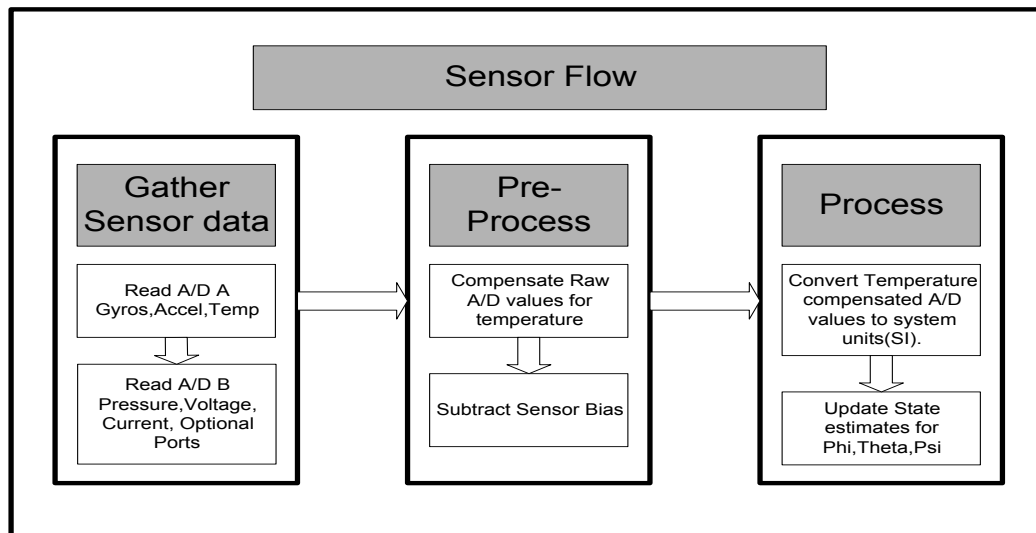 Sensor Flow
Gather
Sensor data
Read A/D A
Gyros,Accel,Temp
Read A/D B
Pressure,Voltage,
Current, Optional
Ports
Pre-
Process
Compensate Raw
A/D values for
temperature
Subtract Sensor Bias
Process
Convert Temperature
compensated A/D
values to system
units(SI).
Update State
estimates for
Phi,Theta,Psi